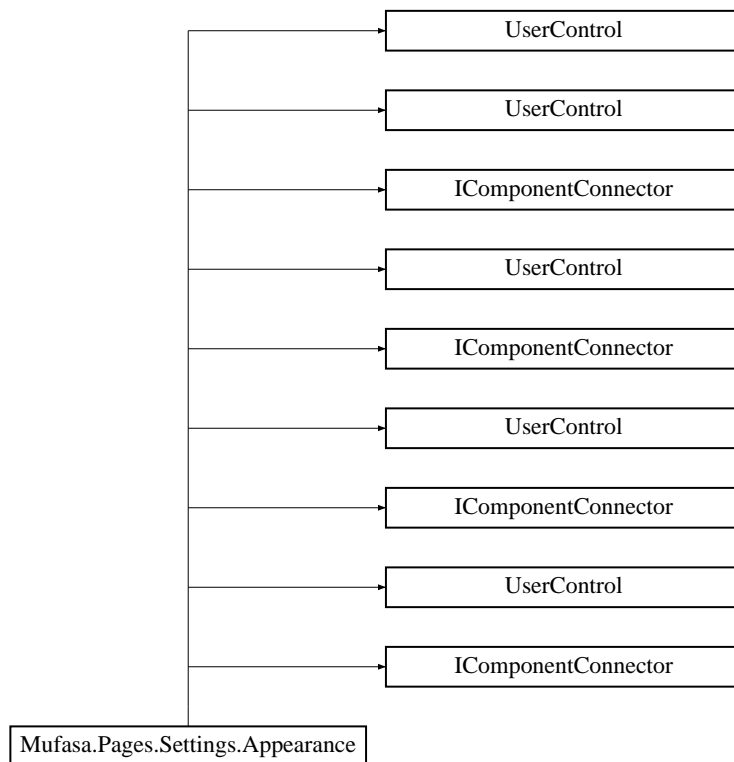 UserControl
UserControl
IComponentConnector
UserControl
IComponentConnector
UserControl
IComponentConnector
UserControl
IComponentConnector
Mufasa.Pages.Settings.Appearance